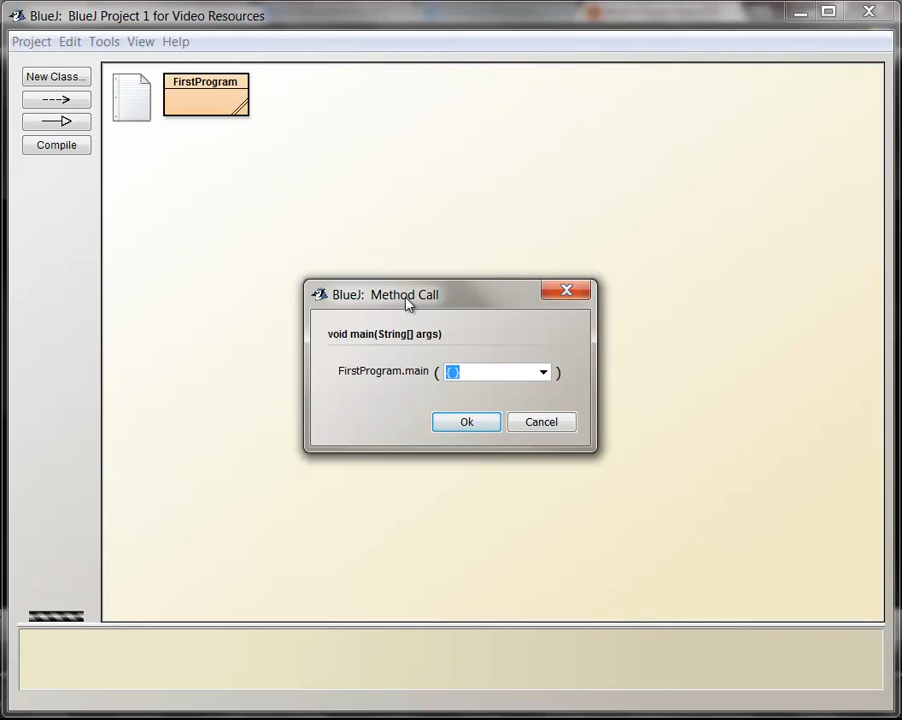 BlueJ: BlueJ Project 1 for Video Resources
Project Edit Tools View Help
New Class...
FirstProgram
Compile
BlueJ: Method Call
void main(String[] args)
FirstProgram.main ( {} )
Ok Cancel